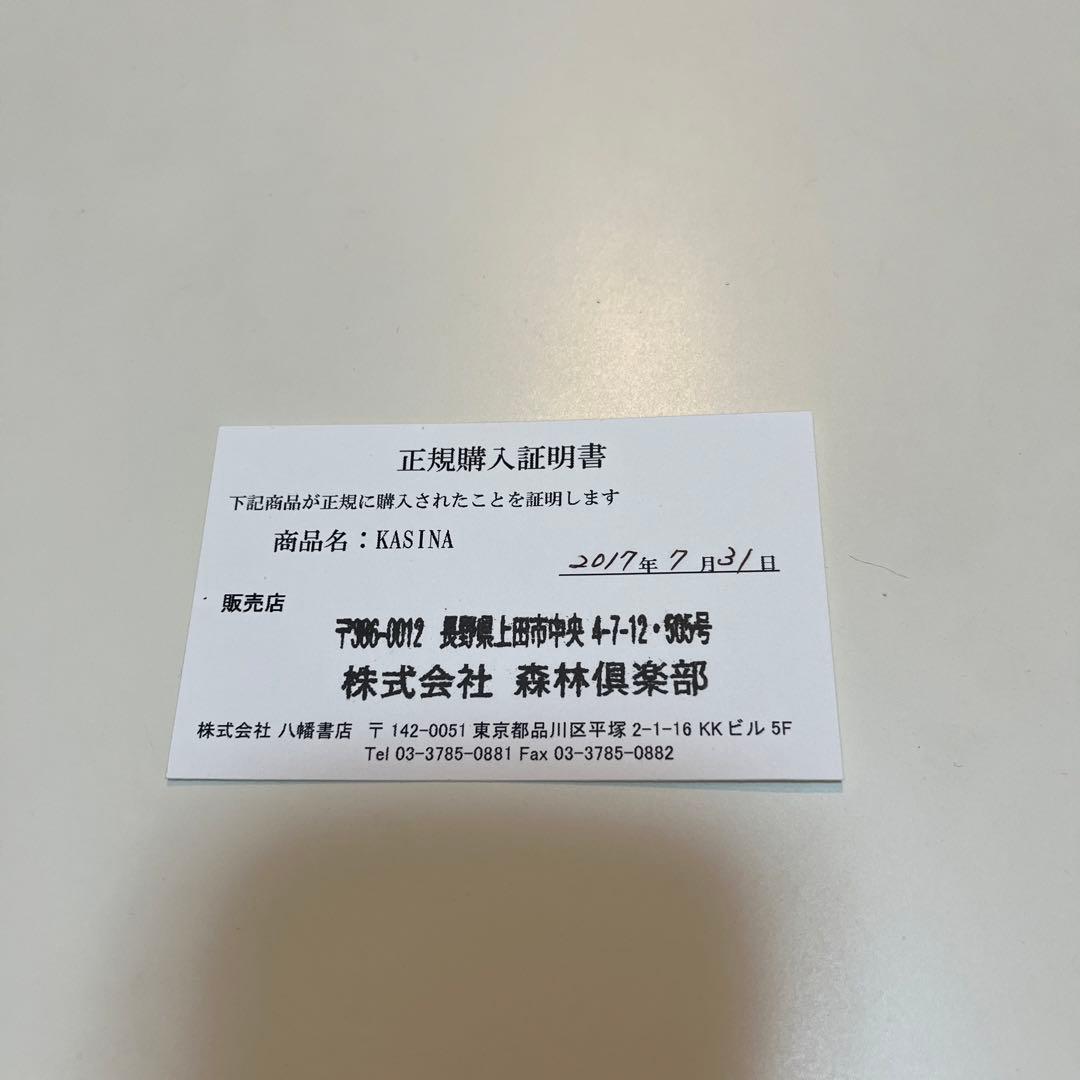 正規購入証明書
下記商品が正規に購入されたことを証明します
商品名：KASINA
2017年 7 月31日
販売店
〒386-0012 長野県上田市中央 4-7-12・505号
株式会社 森林倶楽部
株式会社 八幡書店 〒 142-0051 東京都品川区平塚 2-1-16 KK ビル 5F
Tel 03-3785-0881 Fax 03-3785-0882